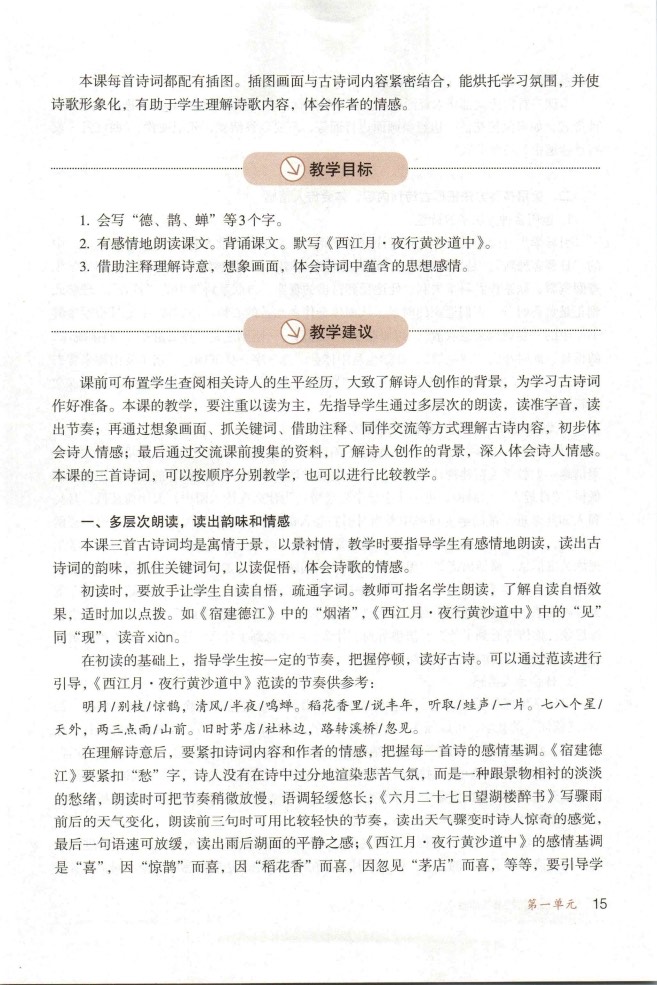 本课每首诗词都配有插图。插图画面与古诗词内容紧密结合，能烘托学习氛围，并使
诗歌形象化，有助于学生理解诗歌内容，体会作者的情感。
教学目标
1. 会写“德、鹊、蝉”等3个字。
2. 有感情地朗读课文。背诵课文。默写《西江月·夜行黄沙道中》。
3. 借助注释理解诗意，想象画面，体会诗词中蕴含的思想感情。
教学建议
课前可布置学生查阅相关诗人的生平经历，大致了解诗人创作的背景，为学习古诗词
作好准备。本课的教学，要注重以读为主，先指导学生通过多层次的朗读，读准字音，读
出节奏；再通过想象画面、抓关键词、借助注释、同伴交流等方式理解古诗内容，初步体
会诗人情感；最后通过交流课前搜集的资料，了解诗人创作的背景，深入体会诗人情感。
本课的三首诗词，可以按顺序分别教学，也可以进行比较教学。
一、多层次朗读，读出韵味和情感
本课三首古诗词均是寓情于景，以景衬情，教学时要指导学生有感情地朗读，读出古
诗词的韵味，抓住关键词句，以读促悟，体会诗歌的情感。
初读时，要放手让学生自读自悟，疏通字词。教师可指名学生朗读，了解自读自悟效
果，适时加以点拨。如《宿建德江》中的“烟渚”，《西江月·夜行黄沙道中》中的“见”
同“现”，读音xiàn。
在初读的基础上，指导学生按一定的节奏，把握停顿，读好古诗。可以通过范读进行
引导，《西江月·夜行黄沙道中》范读的节奏供参考：
明月/别枝/惊鹊，清风/半夜/鸣蝉。稻花香里/说丰年，听取/蛙声/一片。七八个星/
天外，两三点雨/山前。旧时茅店/社林边，路转溪桥/忽见。
在理解诗意后，要紧扣诗词内容和作者的情感，把握每一首诗的感情基调。《宿建德
江》要紧扣“愁”字，诗人没有在诗中过分地渲染悲苦气氛，而是一种跟景物相衬的淡淡
的愁绪，朗读时可把节奏稍微放慢，语调轻缓悠长；《六月二十七日望湖楼醉书》写骤雨
前后的天气变化，朗读前三句时可用比较轻快的节奏，读出天气骤变时诗人惊奇的感觉，
最后一句语速可放缓，读出雨后湖面的平静之感；《西江月·夜行黄沙道中》的感情基调
是“喜”，因“惊鹊”而喜，因“稻花香”而喜，因忽见“茅店”而喜，等等，要引导学
第一单元 15